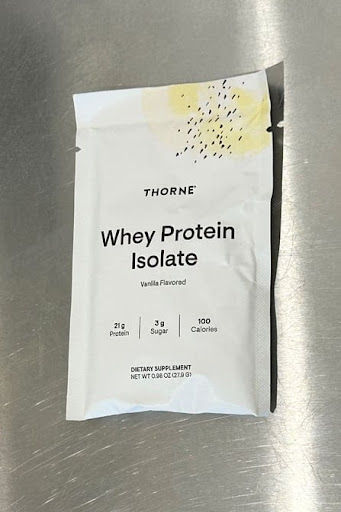 THORNE®
Whey Protein
Isolate
Vanilla Flavored
21 g 3 g 100
Protein Sugar Calories
DIETARY SUPPLEMENT
NET WT 0.98 OZ (27.9 G)